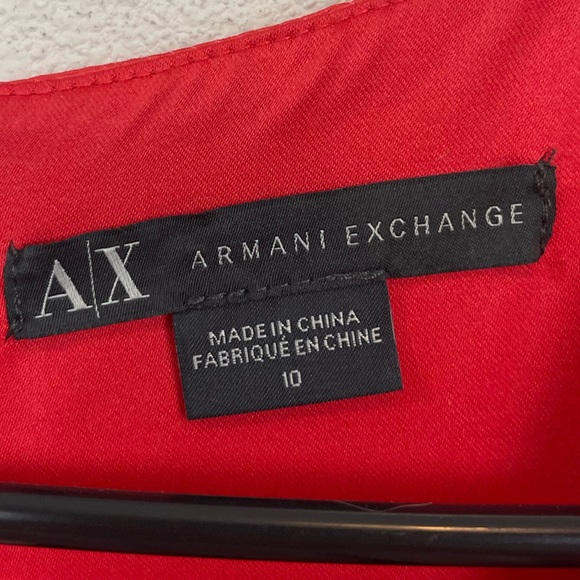 A|X ARMANI EXCHANGE
MADE IN CHINA
FABRIQUÉ EN CHINE
10